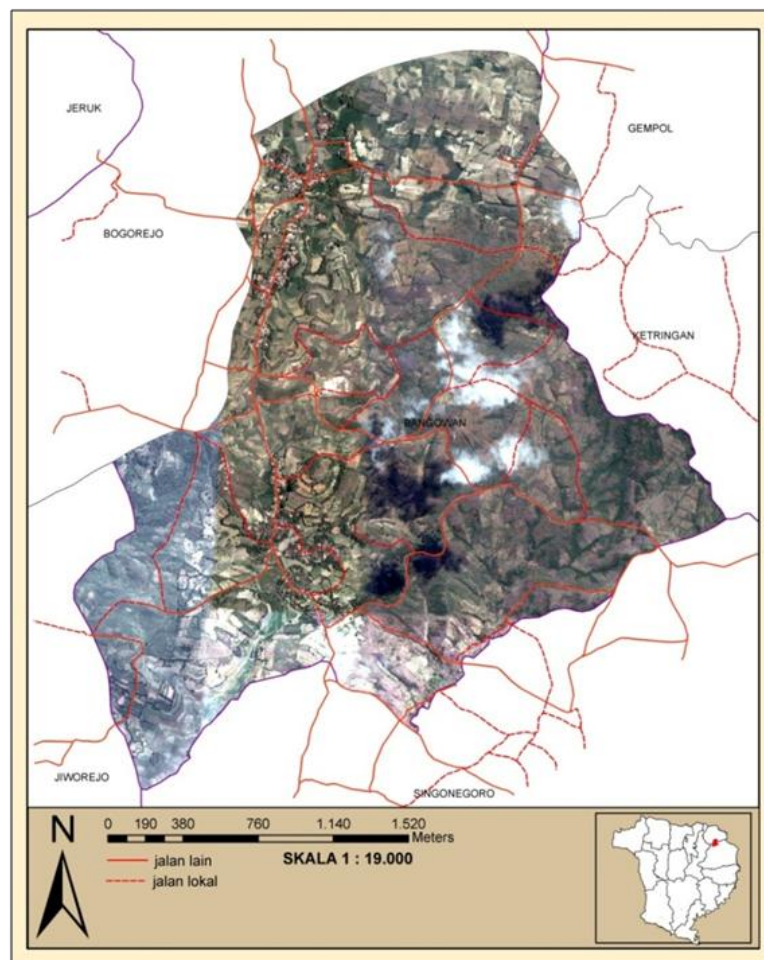 JERUK
GEMPOL
BOGOREJO
KETRINGAN
BANGOWAN
JIWOREJO
SINGONEGORO
N
0 190 380 760 1.140 1.520
Meters
jalan lain
SKALA 1 : 19.000
jalan lokal